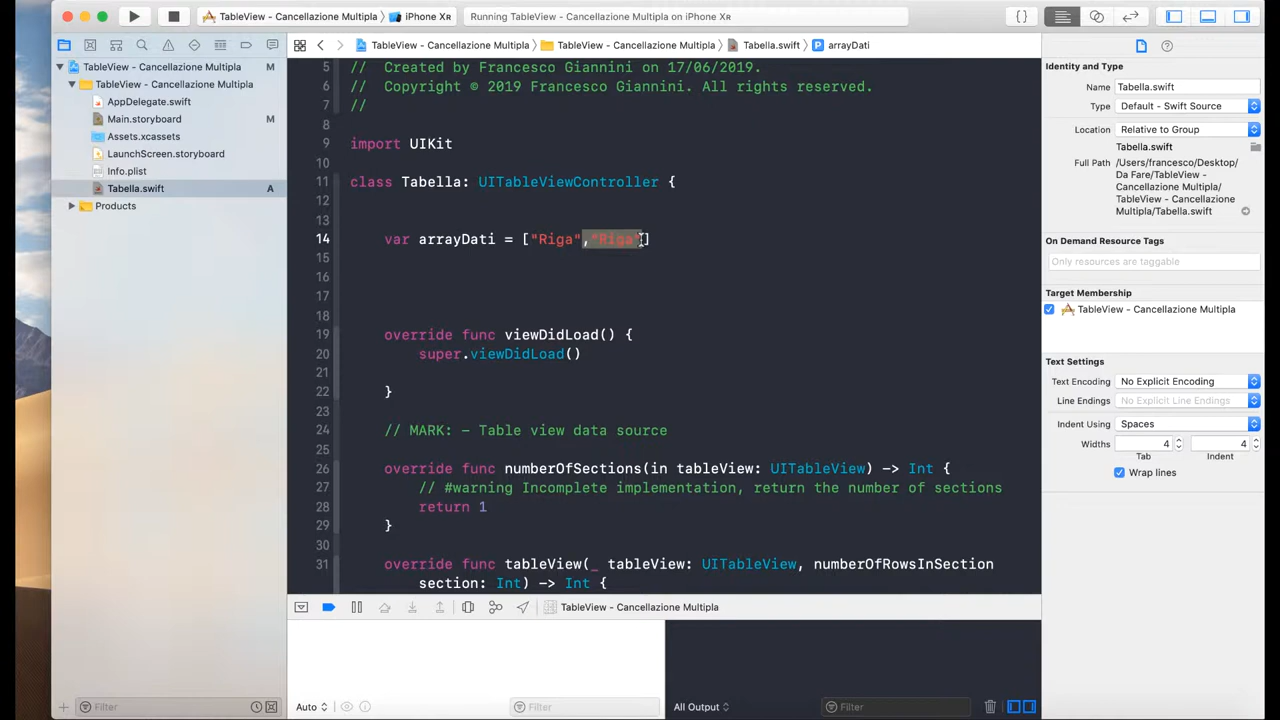 TableView - Cancellazione Multipla
iPhone Xʀ
Running TableView - Cancellazione Multipla on iPhone Xʀ
TableView - Cancellazione Multipla
TableView - Cancellazione Multipla
Tabella.swift
arrayDati
TableView - Cancellazione Multipla M
TableView - Cancellazione Multipla
AppDelegate.swift
Main.storyboard M
Assets.xcassets
LaunchScreen.storyboard
Info.plist
Tabella.swift A
Products
Filter
5 // Created by Francesco Giannini on 17/06/2019.
6 // Copyright © 2019 Francesco Giannini. All rights reserved.
7 //
8
9 import UIKit
10
11 class Tabella: UITableViewController {
12
13
14 var arrayDati = ["Riga","Riga"]
15
16
17
18
19 override func viewDidLoad() {
20 super.viewDidLoad()
21
22 }
23
24 // MARK: - Table view data source
25
26 override func numberOfSections(in tableView: UITableView) -> Int {
27 // #warning Incomplete implementation, return the number of sections
28 return 1
29 }
30
31 override func tableView(_ tableView: UITableView, numberOfRowsInSection
section: Int) -> Int {
TableView - Cancellazione Multipla
Auto
Filter
All Output
Filter
Identity and Type
Name Tabella.swift
Type Default - Swift Source
Location Relative to Group
Tabella.swift
Full Path /Users/francesco/Desktop/
Da Fare/TableView -
Cancellazione Multipla/
TableView - Cancellazione
Multipla/Tabella.swift
On Demand Resource Tags
Only resources are taggable
Target Membership
TableView - Cancellazione Multipla
Text Settings
Text Encoding No Explicit Encoding
Line Endings No Explicit Line Endings
Indent Using Spaces
Widths 4 4
Tab Indent
Wrap lines